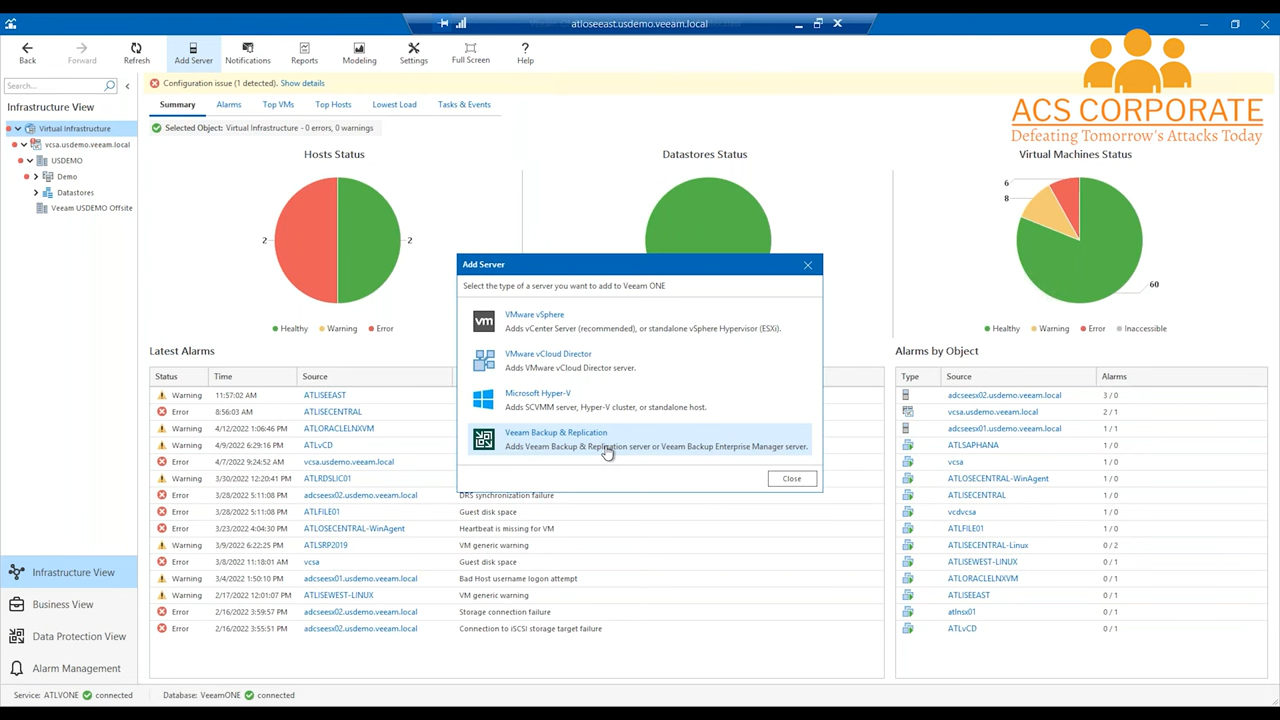 atloseeast.usdemo.veeam.local
Back
Forward
Refresh
Add Server
Notifications
Reports
Modeling
Settings
Full Screen
Help
ACS CORPORATE
Defeating Tomorrow's Attacks Today
Search...
Configuration issue (1 detected). Show details
Infrastructure View
Summary
Alarms
Top VMs
Top Hosts
Lowest Load
Tasks & Events
Virtual Infrastructure
vcsa.usdemo.veeam.local
USDEMO
Demo
Datastores
Veeam USDEMO Offsite
Selected Object: Virtual Infrastructure - 0 errors, 0 warnings
Hosts Status
2
2
Healthy
Warning
Error
Datastores Status
Virtual Machines Status
6
8
60
Healthy
Warning
Error
Inaccessible
Add Server
Select the type of a server you want to add to Veeam ONE
VMware vSphere
Adds vCenter Server (recommended), or standalone vSphere Hypervisor (ESXi).
VMware vCloud Director
Adds VMware vCloud Director server.
Microsoft Hyper-V
Adds SCVMM server, Hyper-V cluster, or standalone host.
Veeam Backup & Replication
Adds Veeam Backup & Replication server or Veeam Backup Enterprise Manager server.
Close
Latest Alarms
Status Time Source
Warning 11:57:02 AM ATLISEEAST
Error 8:56:03 AM ATLISECENTRAL
Warning 4/12/2022 1:06:46 PM ATLORACLELNXVM
Warning 4/9/2022 6:29:16 PM ATLvCD
Error 4/7/2022 9:24:52 AM vcsa.usdemo.veeam.local
Warning 3/30/2022 12:20:41 PM ATLRDSLIC01
Error 3/28/2022 5:11:08 PM adcseesx02.usdemo.veeam.local DRS synchronization failure
Error 3/28/2022 5:11:08 PM ATLFILE01 Guest disk space
Error 3/23/2022 4:04:30 PM ATLOSECENTRAL-WinAgent Heartbeat is missing for VM
Warning 3/9/2022 6:22:25 PM ATLSRP2019 VM generic warning
Error 3/8/2022 11:18:01 AM vcsa Guest disk space
Warning 3/4/2022 1:50:10 PM adcseesx01.usdemo.veeam.local Bad Host username logon attempt
Warning 2/17/2022 12:01:07 PM ATLISEWEST-LINUX VM generic warning
Error 2/16/2022 3:59:57 PM adcseesx02.usdemo.veeam.local Storage connection failure
Error 2/16/2022 3:55:51 PM adcseesx02.usdemo.veeam.local Connection to iSCSI storage target failure
Alarms by Object
Type Source Alarms
adcseesx02.usdemo.veeam.local 3 / 0
vcsa.usdemo.veeam.local 2 / 1
adcseesx01.usdemo.veeam.local 0 / 1
ATLSAPHANA 1 / 0
vcsa 1 / 0
ATLOSECENTRAL-WinAgent 1 / 0
ATLISECENTRAL 1 / 0
vcdvcsa 1 / 0
ATLFILE01 1 / 0
ATLISECENTRAL-Linux 0 / 2
ATLISEWEST-LINUX 0 / 1
ATLORACLELNXVM 0 / 1
ATLISEEAST 0 / 1
atlnsx01 0 / 1
ATLvCD 0 / 1
Infrastructure View
Business View
Data Protection View
Alarm Management
Service: ATLVONE connected
Database: VeeamONE connected